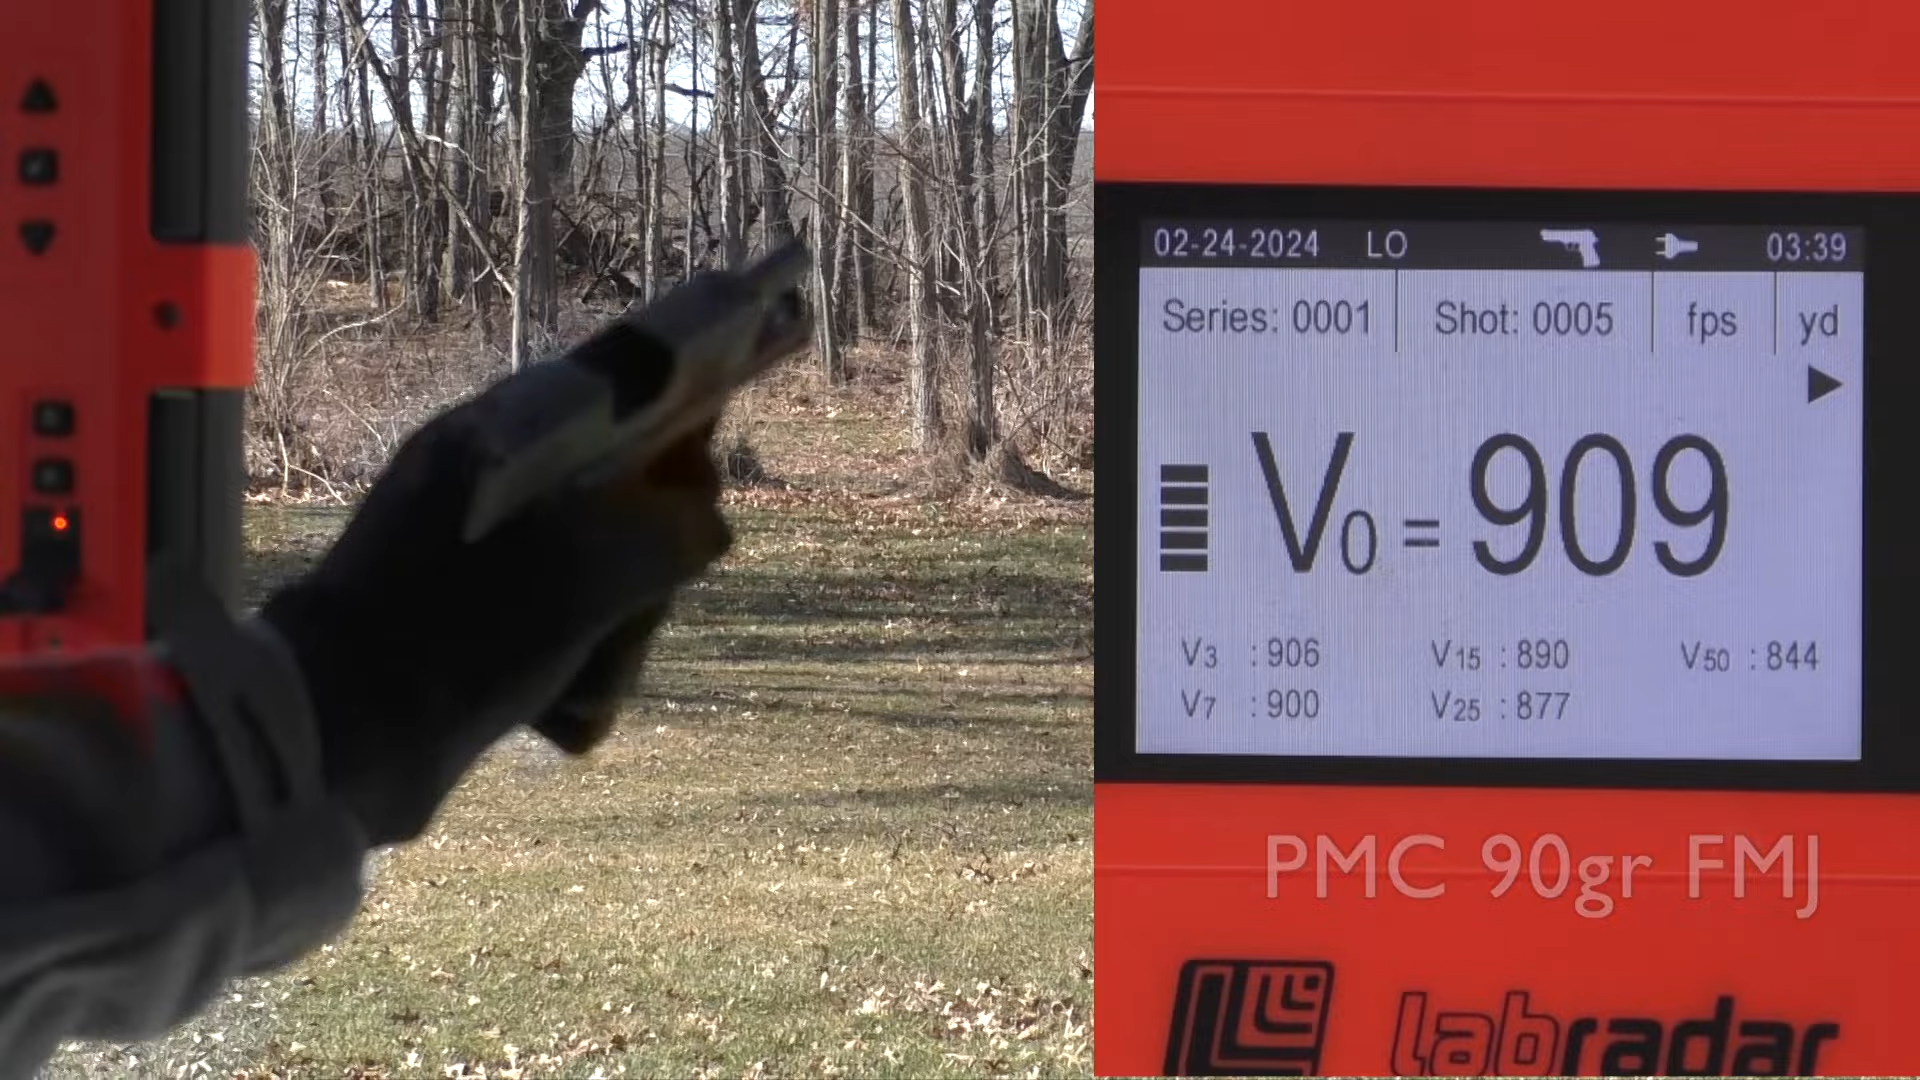 02-24-2024 LO 03:39
Series: 0001 Shot: 0005 fps yd
V0 = 909
V3 : 906 V15 : 890 V50 : 844
V7 : 900 V25 : 877
PMC 90gr FMJ
labradar